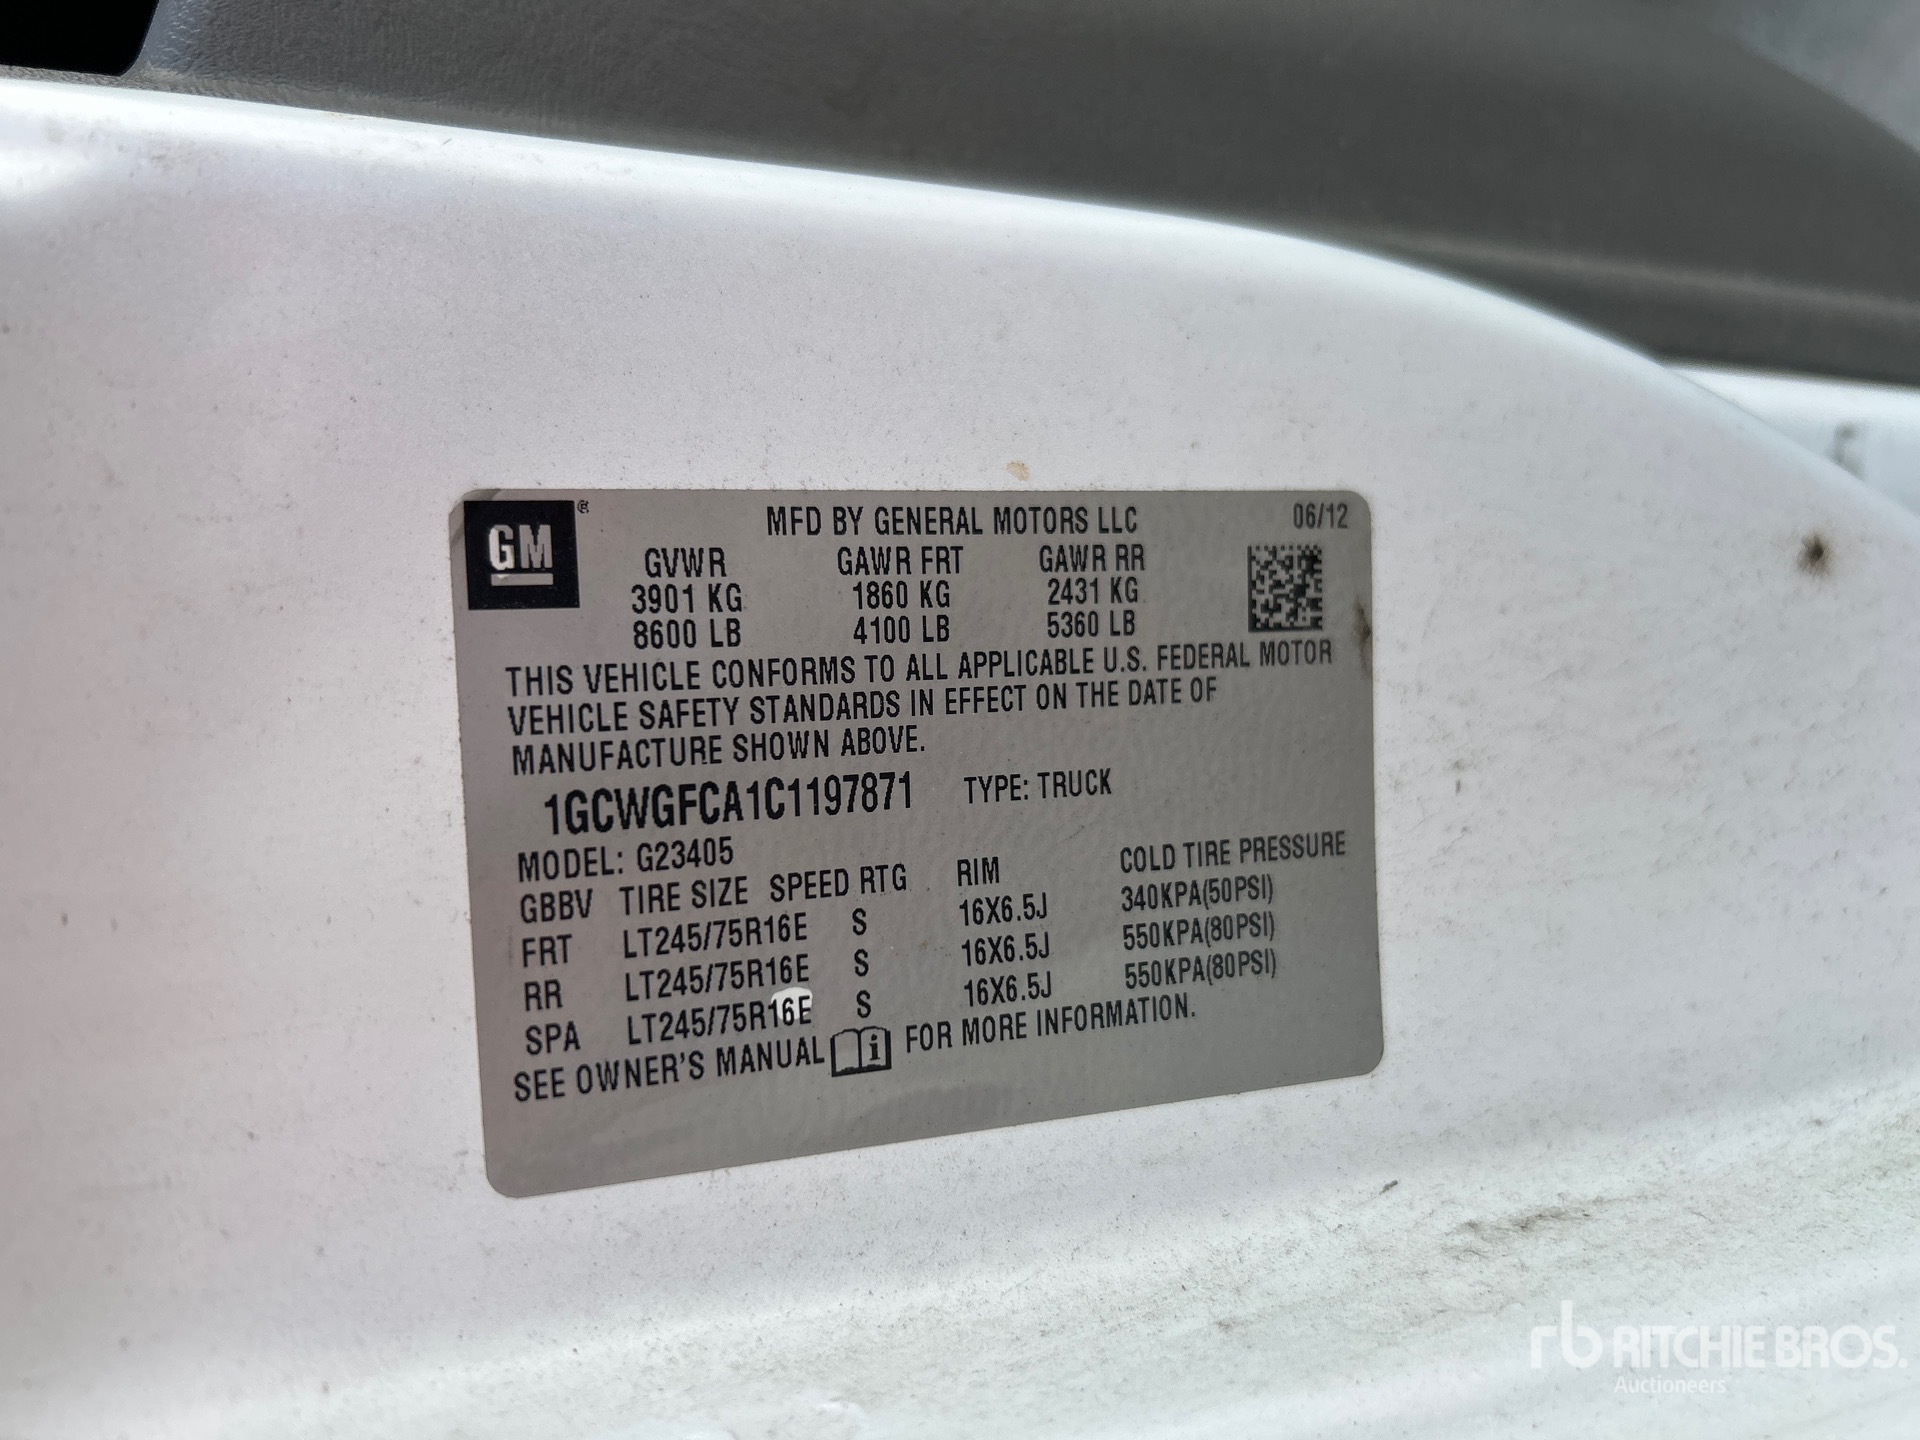 GM®
MFD BY GENERAL MOTORS LLC 06/12
GVWR GAWR FRT GAWR RR
3901 KG 1860 KG 2431 KG
8600 LB 4100 LB 5360 LB
THIS VEHICLE CONFORMS TO ALL APPLICABLE U.S. FEDERAL MOTOR
VEHICLE SAFETY STANDARDS IN EFFECT ON THE DATE OF
MANUFACTURE SHOWN ABOVE.
1GCWGFCA1C1197871 TYPE: TRUCK
MODEL: G23405
GBBV TIRE SIZE SPEED RTG RIM COLD TIRE PRESSURE
FRT LT245/75R16E S 16X6.5J 340KPA(50PSI)
RR LT245/75R16E S 16X6.5J 550KPA(80PSI)
SPA LT245/75R16E S 16X6.5J 550KPA(80PSI)
SEE OWNER'S MANUAL i FOR MORE INFORMATION.
rb RITCHIE BROS.
Auctioneers